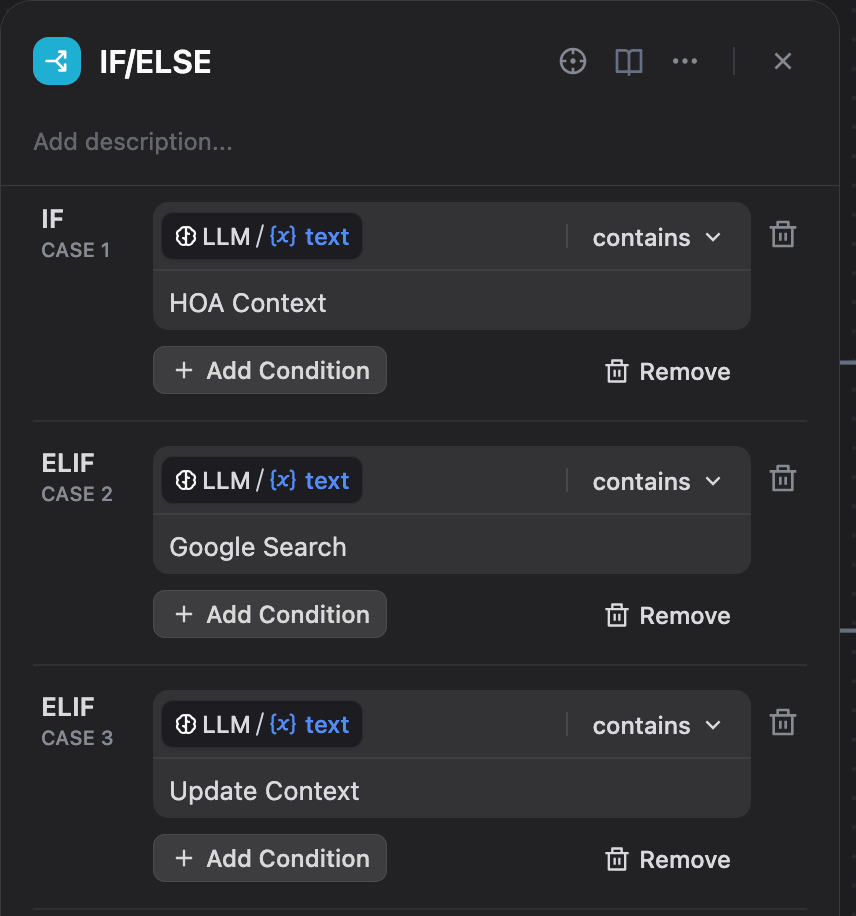 IF/ELSE
Add description...
IF
CASE 1
LLM / {x} text
contains
HOA Context
+ Add Condition
Remove
ELIF
CASE 2
LLM / {x} text
contains
Google Search
+ Add Condition
Remove
ELIF
CASE 3
LLM / {x} text
contains
Update Context
+ Add Condition
Remove